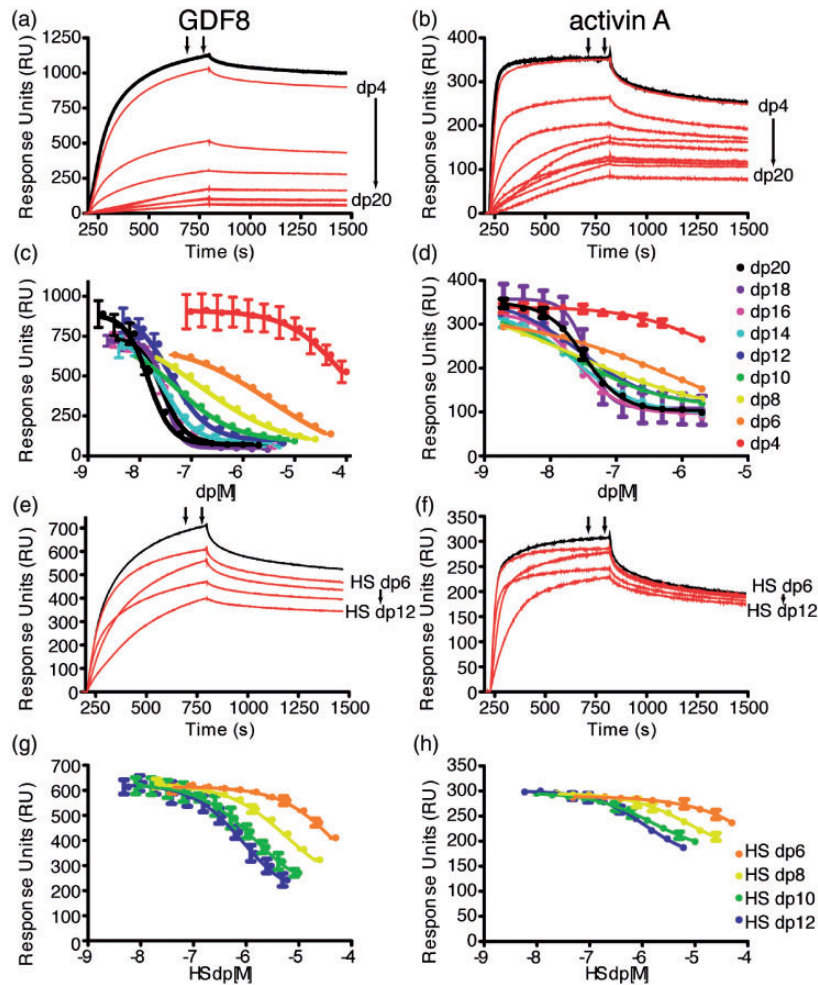 GDF8
activin A
(a)
Response Units (RU)
1250
1000
750
500
250
0
250 500 750 1000 1250 1500
Time (s)
dp4
dp20
(b)
Response Units (RU)
400
300
200
100
0
250 500 750 1000 1250 1500
Time (s)
dp4
dp20
(c)
Response Units (RU)
1000
750
500
250
0
-9 -8 -7 -6 -5 -4
dp[M]
(d)
Response Units (RU)
400
300
200
100
0
-9 -8 -7 -6 -5
dp[M]
dp20
dp18
dp16
dp14
dp12
dp10
dp8
dp6
dp4
(e)
Response Units (RU)
700
600
500
400
300
200
100
0
250 500 750 1000 1250 1500
Time (s)
HS dp6
HS dp12
(f)
Response Units (RU)
350
300
250
200
150
100
50
0
250 500 750 1000 1250 1500
Time (s)
HS dp6
HS dp12
(g)
Response Units (RU)
700
600
500
400
300
200
100
0
-9 -8 -7 -6 -5 -4
HSdp[M]
(h)
Response Units (RU)
350
300
250
200
150
100
50
0
-9 -8 -7 -6 -5 -4
HSdp[M]
HS dp6
HS dp8
HS dp10
HS dp12